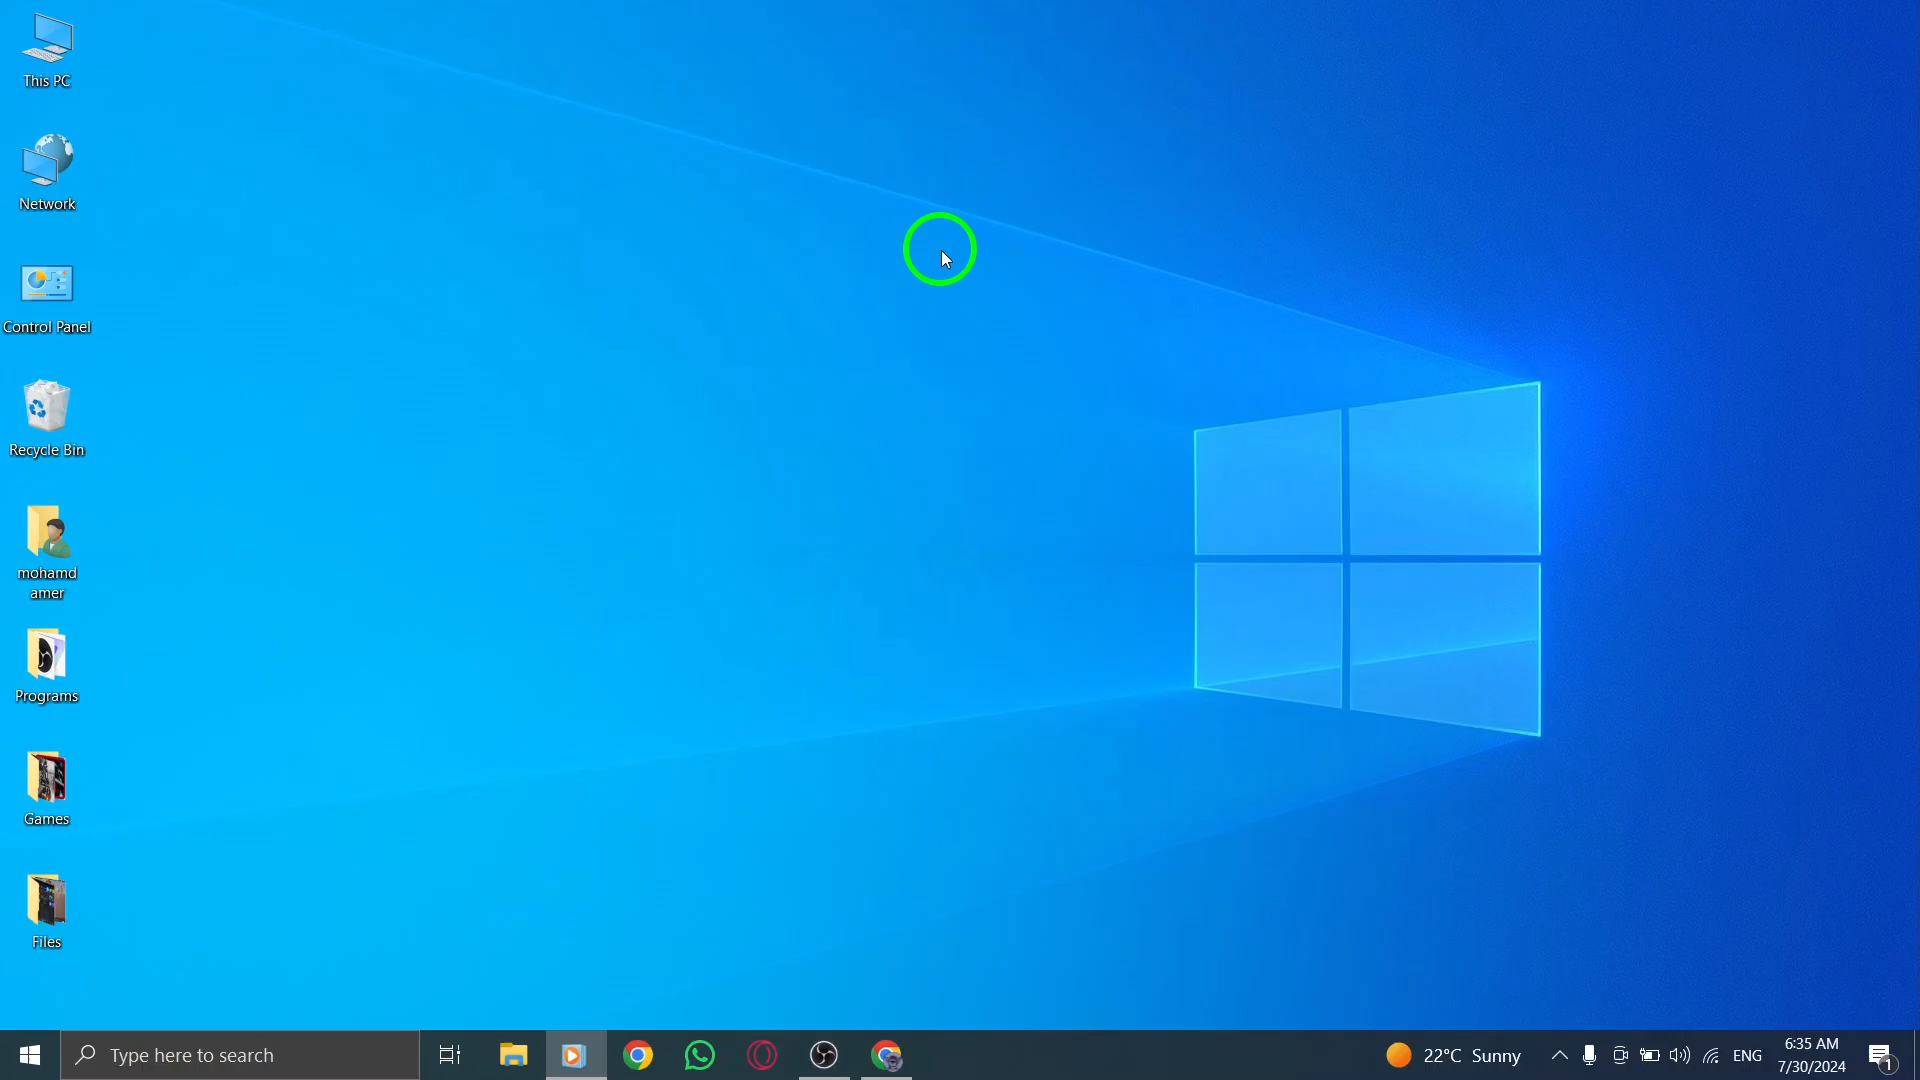 This PC
Network
Control Panel
Recycle Bin
mohamd
amer
Programs
Games
Files
Type here to search
22°C Sunny
ENG
6:35 AM
7/30/2024
1